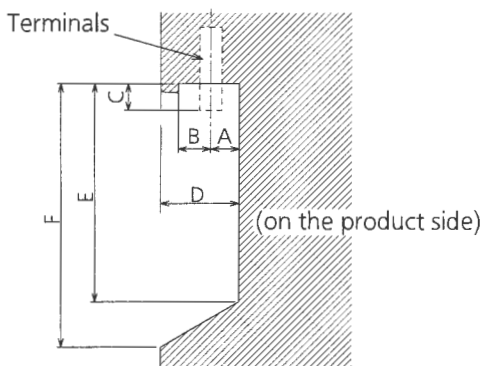 Terminals
C
B
A
D
E
F
(on the product side)